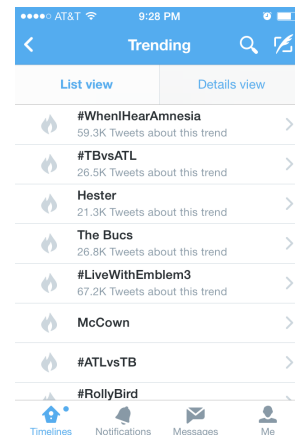 AT&T 9:28 PM
Trending
List view Details view
#WhenIHearAmnesia
59.3K Tweets about this trend
#TBvsATL
26.5K Tweets about this trend
Hester
21.3K Tweets about this trend
The Bucs
26.8K Tweets about this trend
#LiveWithEmblem3
67.2K Tweets about this trend
McCown
#ATLvsTB
#RollyBird
Timelines Notifications Messages Me